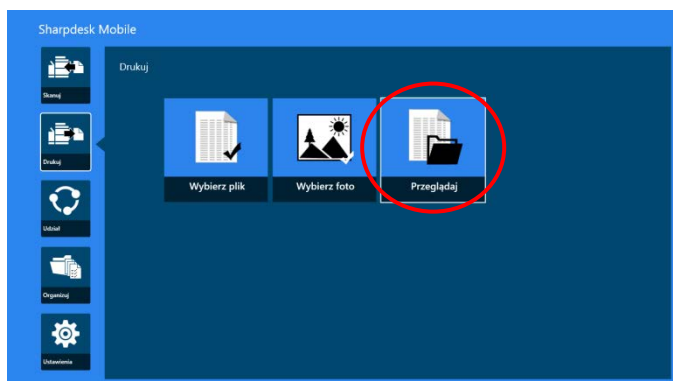 Sharpdesk Mobile
Skanuj
Drukuj
Udział
Organizuj
Ustawienia
Drukuj
Wybierz plik
Wybierz foto
Przeglądaj